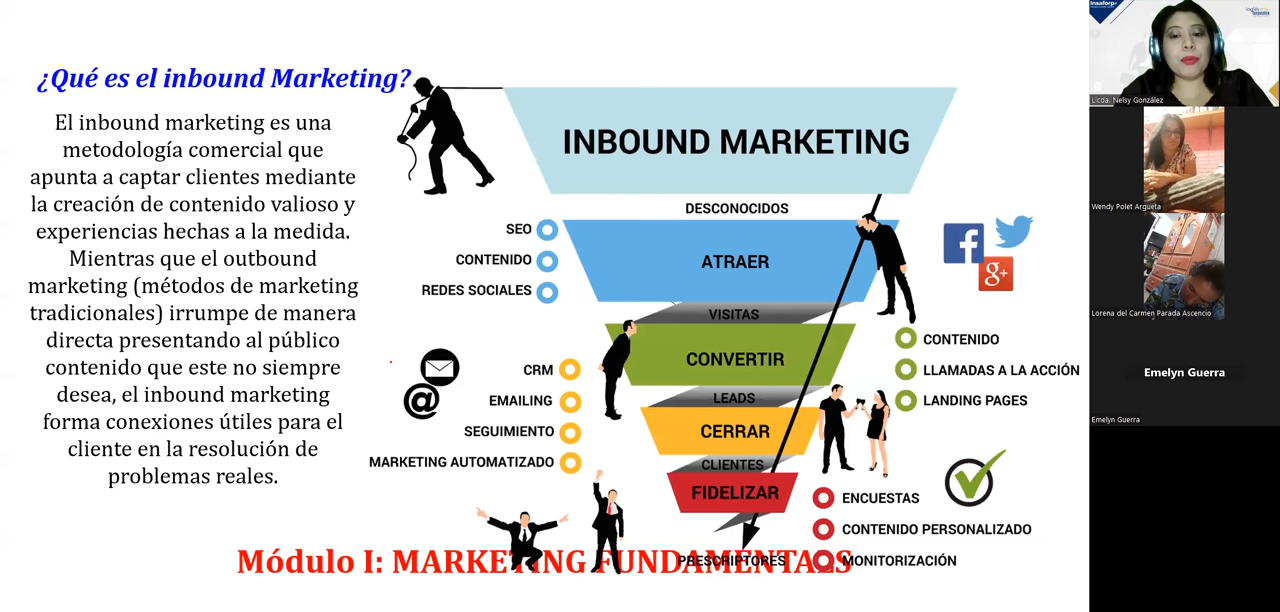 ¿Qué es el inbound Marketing?
El inbound marketing es una
metodología comercial que
apunta a captar clientes mediante
la creación de contenido valioso y
experiencias hechas a la medida.
Mientras que el outbound
marketing (métodos de marketing
tradicionales) irrumpe de manera
directa presentando al público
contenido que este no siempre
desea, el inbound marketing
forma conexiones útiles para el
cliente en la resolución de
problemas reales.
INBOUND MARKETING
DESCONOCIDOS
SEO
CONTENIDO
REDES SOCIALES
ATRAER
VISITAS
CONVERTIR
CONTENIDO
LLAMADAS A LA ACCIÓN
LANDING PAGES
LEADS
CRM
EMAILING
SEGUIMIENTO
MARKETING AUTOMATIZADO
CERRAR
CLIENTES
FIDELIZAR
ENCUESTAS
CONTENIDO PERSONALIZADO
MONITORIZACIÓN
PRESCRIPTORES
Módulo I: MARKETING FUNDAMENTALS
f
g+
@
Insaforp
Licda. Nelsy González
Wendy Polet Argueta
Lorena del Carmen Parada Ascencio
Emelyn Guerra
Emelyn Guerra